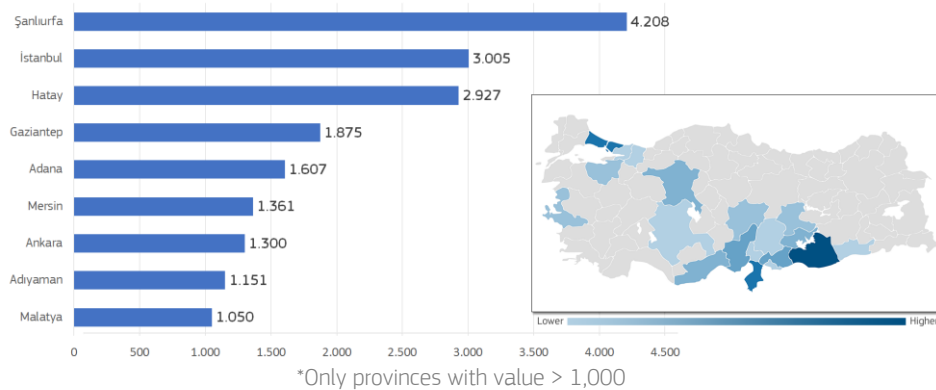 Şanlıurfa 4.208
İstanbul 3.005
Hatay 2.927
Gaziantep 1.875
Adana 1.607
Mersin 1.361
Ankara 1.300
Adıyaman 1.151
Malatya 1.050
Lower Higher
0 500 1.000 1.500 2.000 2.500 3.000 3.500 4.000 4.500
*Only provinces with value > 1,000